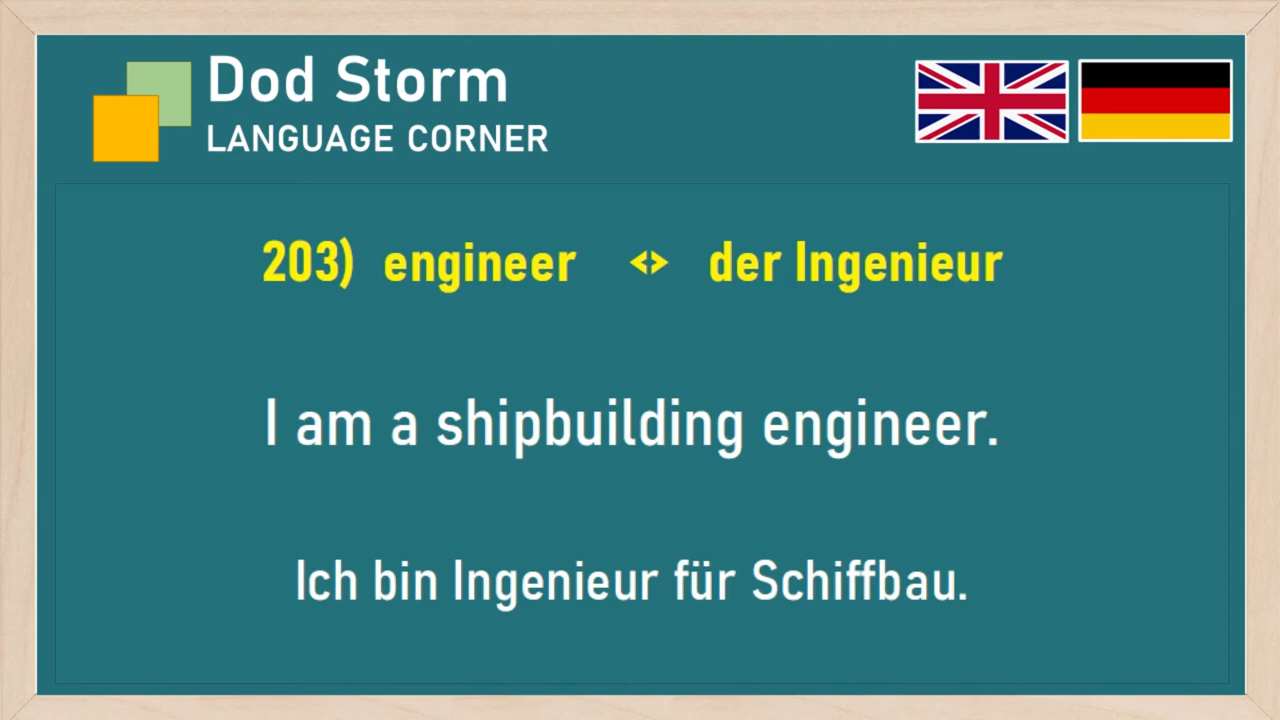 Dod Storm
LANGUAGE CORNER
203) engineer <> der Ingenieur
I am a shipbuilding engineer.
Ich bin Ingenieur für Schiffbau.